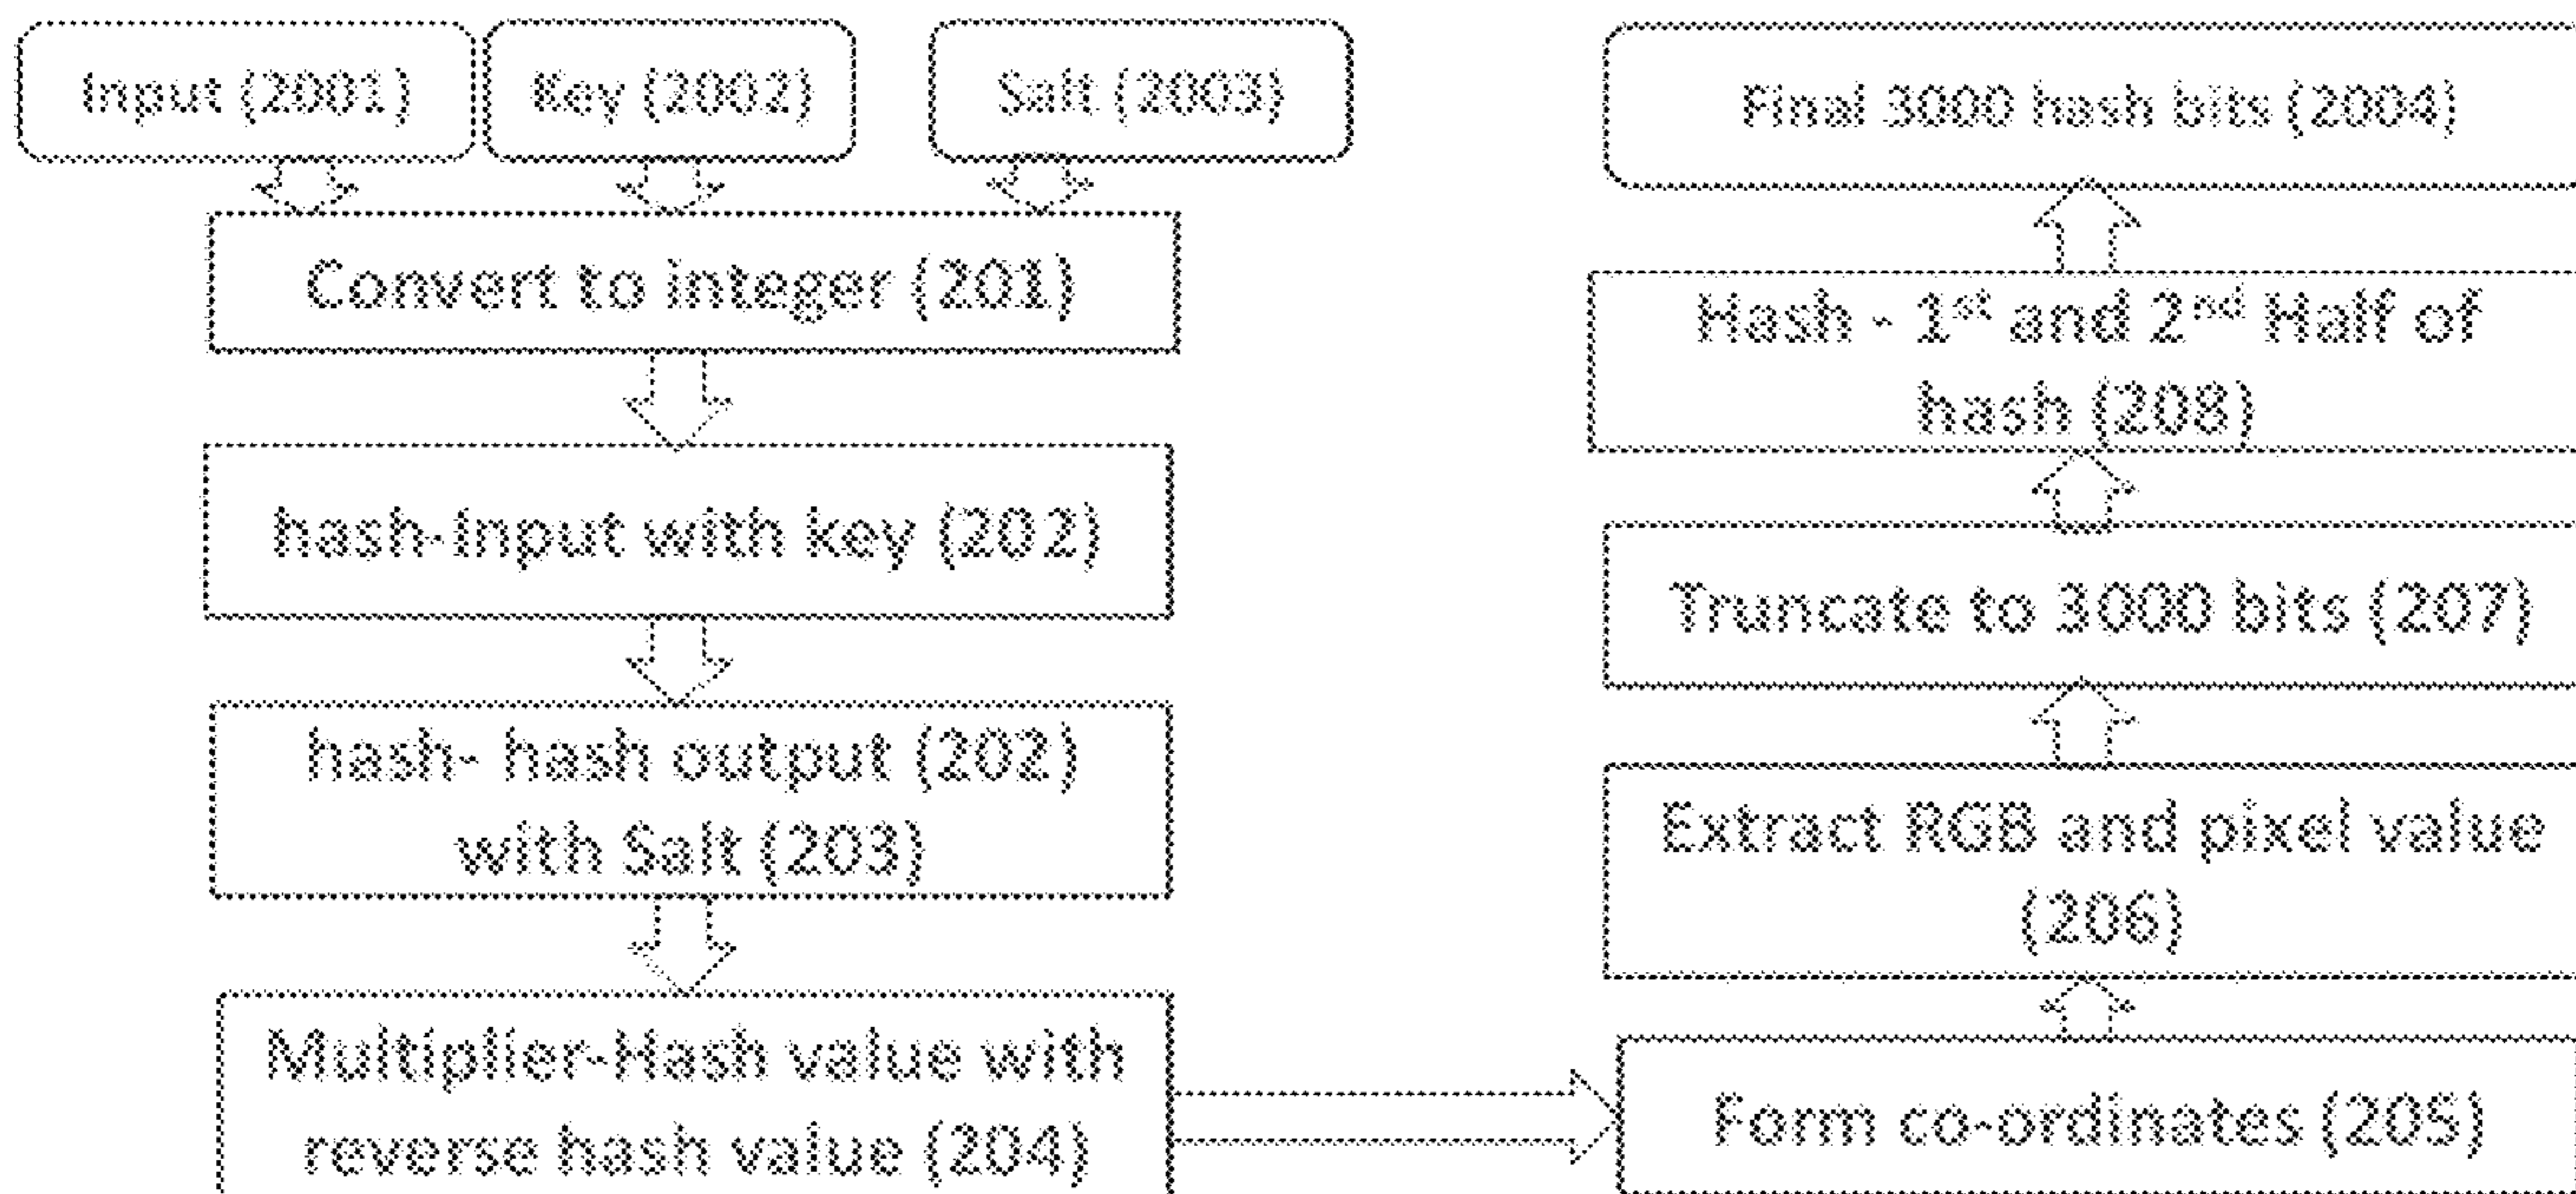 Input (2001)
Key (2002)
Salt (2003)
Convert to integer (201)
hash-Input with key (202)
hash- hash output (202)
with Salt (203)
Multiplier-Hash value with
reverse hash value (204)
Form co-ordinates (205)
Extract RGB and pixel value
(206)
Truncate to 3000 bits (207)
Hash - 1st and 2nd Half of
hash (208)
Final 3000 hash bits (2004)